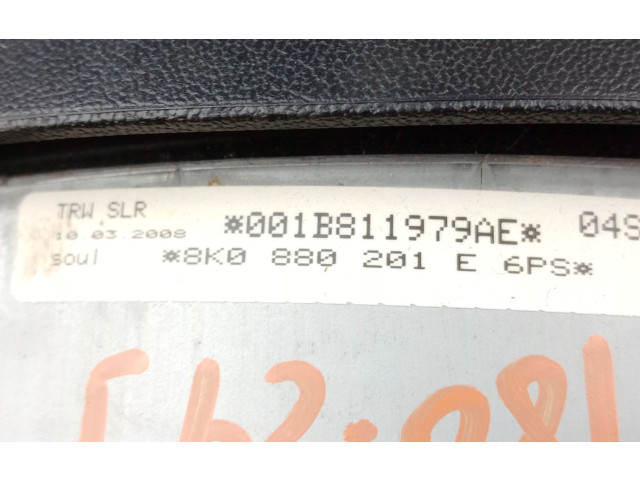 TRW SLR *001B811979AE* 04S
10.03.2008
soul *8K0 880 201 E 6PS*